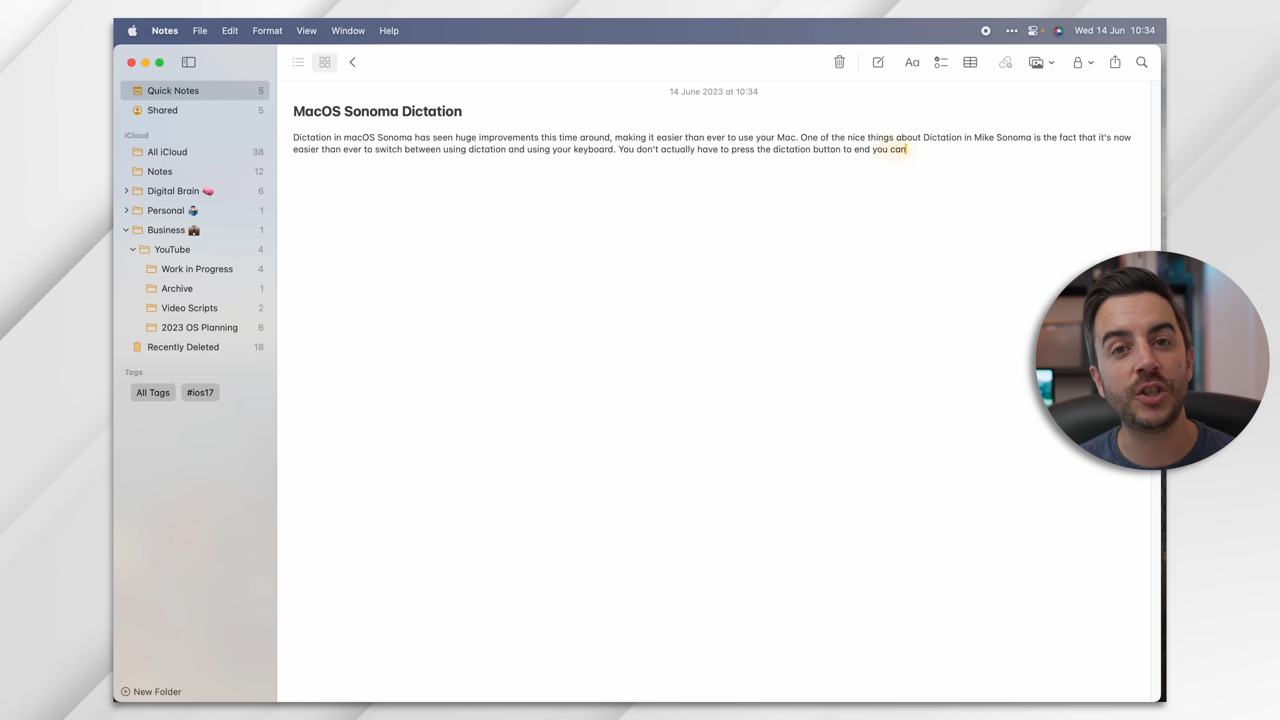 Notes File Edit Format View Window Help Wed 14 Jun 10:34
Quick Notes 5
Shared 5
iCloud
All iCloud 38
Notes 12
Digital Brain 6
Personal 1
Business 1
YouTube 4
Work in Progress 4
Archive 1
Video Scripts 2
2023 OS Planning 6
Recently Deleted 18
Tags
All Tags #ios17
New Folder
Aa
14 June 2023 at 10:34
MacOS Sonoma Dictation
Dictation in macOS Sonoma has seen huge improvements this time around, making it easier than ever to use your Mac. One of the nice things about Dictation in Mike Sonoma is the fact that it's now
easier than ever to switch between using dictation and using your keyboard. You don't actually have to press the dictation button to end you can